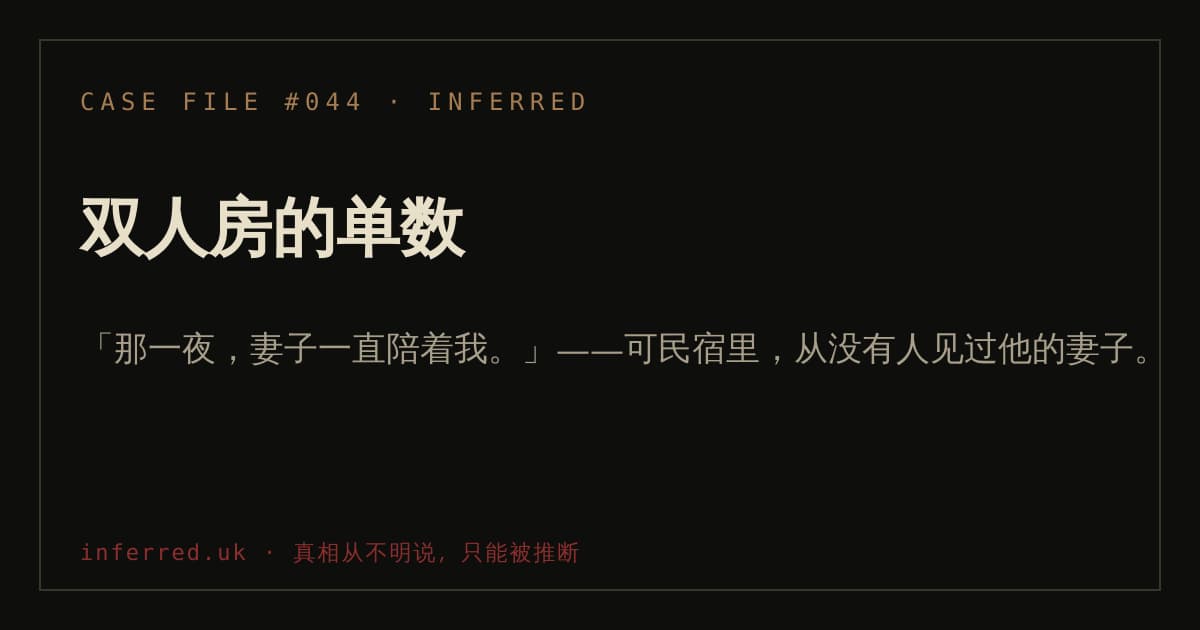 CASE FILE #044 · INFERRED
双人房的单数
「那一夜，妻子一直陪着我。」——可民宿里，从没有人见过他的妻子。
inferred.uk · 真相从不明说，只能被推断